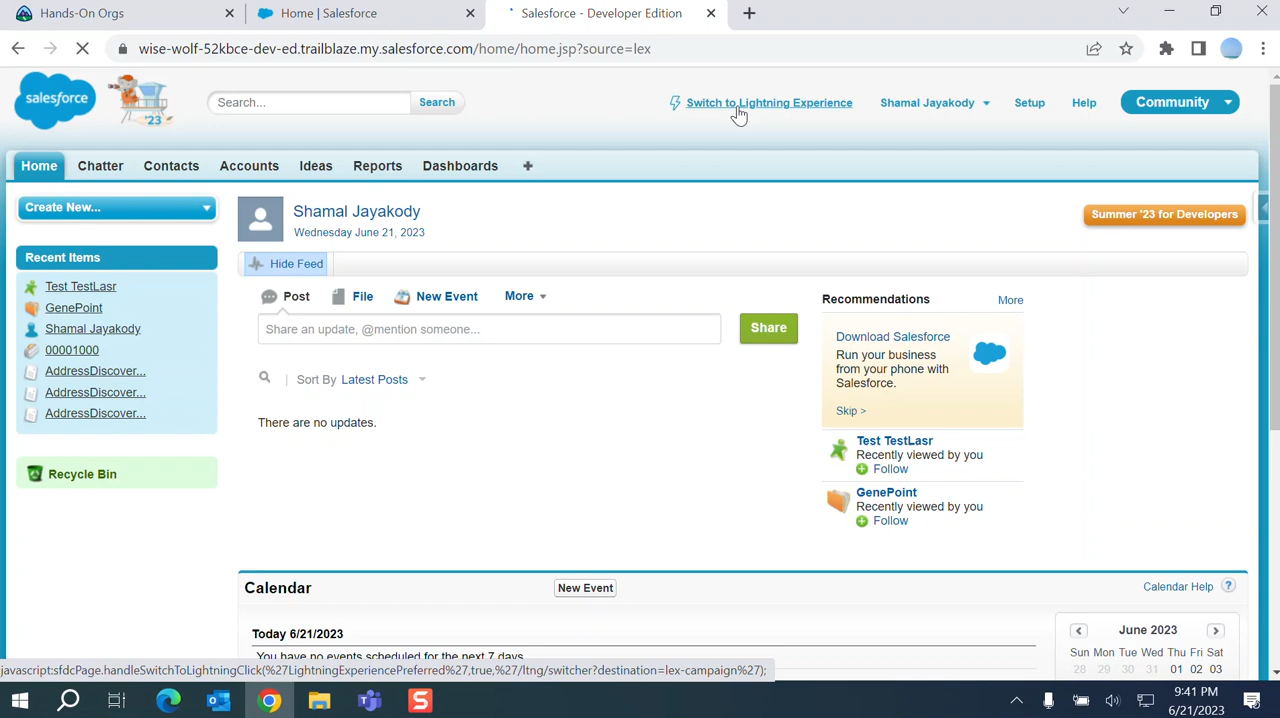 Hands-On Orgs
Home | Salesforce
Salesforce - Developer Edition
wise-wolf-52kbce-dev-ed.trailblaze.my.salesforce.com/home/home.jsp?source=lex
salesforce
'23
Search...
Search
Switch to Lightning Experience
Shamal Jayakody
Setup
Help
Community
Home
Chatter
Contacts
Accounts
Ideas
Reports
Dashboards
Create New...
Recent Items
Test TestLasr
GenePoint
Shamal Jayakody
00001000
AddressDiscover...
AddressDiscover...
AddressDiscover...
Recycle Bin
Shamal Jayakody
Wednesday June 21, 2023
Summer '23 for Developers
Hide Feed
Post
File
New Event
More
Share an update, @mention someone...
Share
Sort By Latest Posts
There are no updates.
Recommendations
More
Download Salesforce
Run your business
from your phone with
Salesforce.
Skip >
Test TestLasr
Recently viewed by you
Follow
GenePoint
Recently viewed by you
Follow
Calendar
New Event
Calendar Help ?
Today 6/21/2023
You have no events scheduled for the next 7 days.
June 2023
Sun Mon Tue Wed Thu Fri Sat
28 29 30 31 01 02 03
javascript:sfdcPage.handleSwitchToLightningClick(%27LightningExperiencePreferred%27,true,%27/ltng/switcher?destination=lex-campaign%27);
9:41 PM
6/21/2023